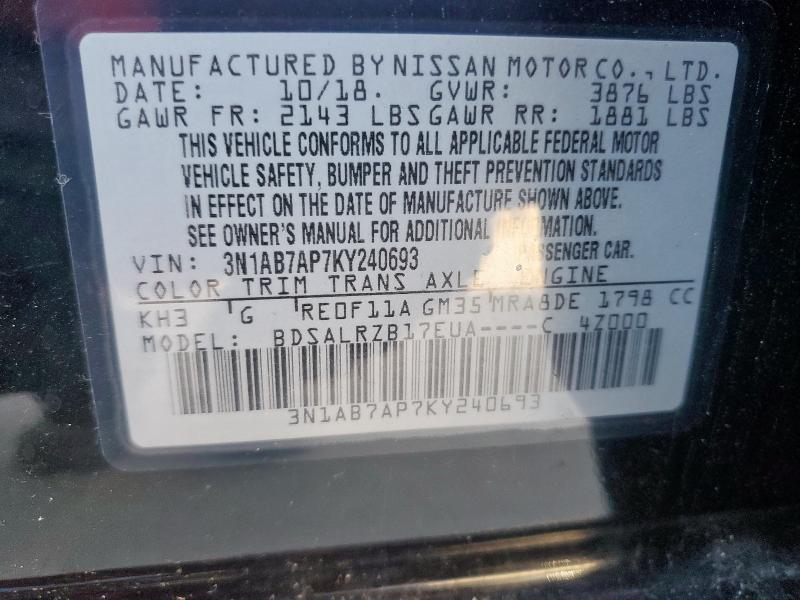 MANUFACTURED BY NISSAN MOTOR CO., LTD.
DATE: 10/18. GVWR: 3876 LBS
GAWR FR: 2143 LBS GAWR RR: 1881 LBS
THIS VEHICLE CONFORMS TO ALL APPLICABLE FEDERAL MOTOR
VEHICLE SAFETY, BUMPER AND THEFT PREVENTION STANDARDS
IN EFFECT ON THE DATE OF MANUFACTURE SHOWN ABOVE.
SEE OWNER'S MANUAL FOR ADDITIONAL INFORMATION.
VIN: 3N1AB7AP7KY240693 PASSENGER CAR.
COLOR TRIM TRANS AXLE ENGINE
KH3 G RE0F11A GM35 MRA8DE 1798 CC
MODEL: BDSALRZB17EUA----C 4Z000
3N1AB7AP7KY240693